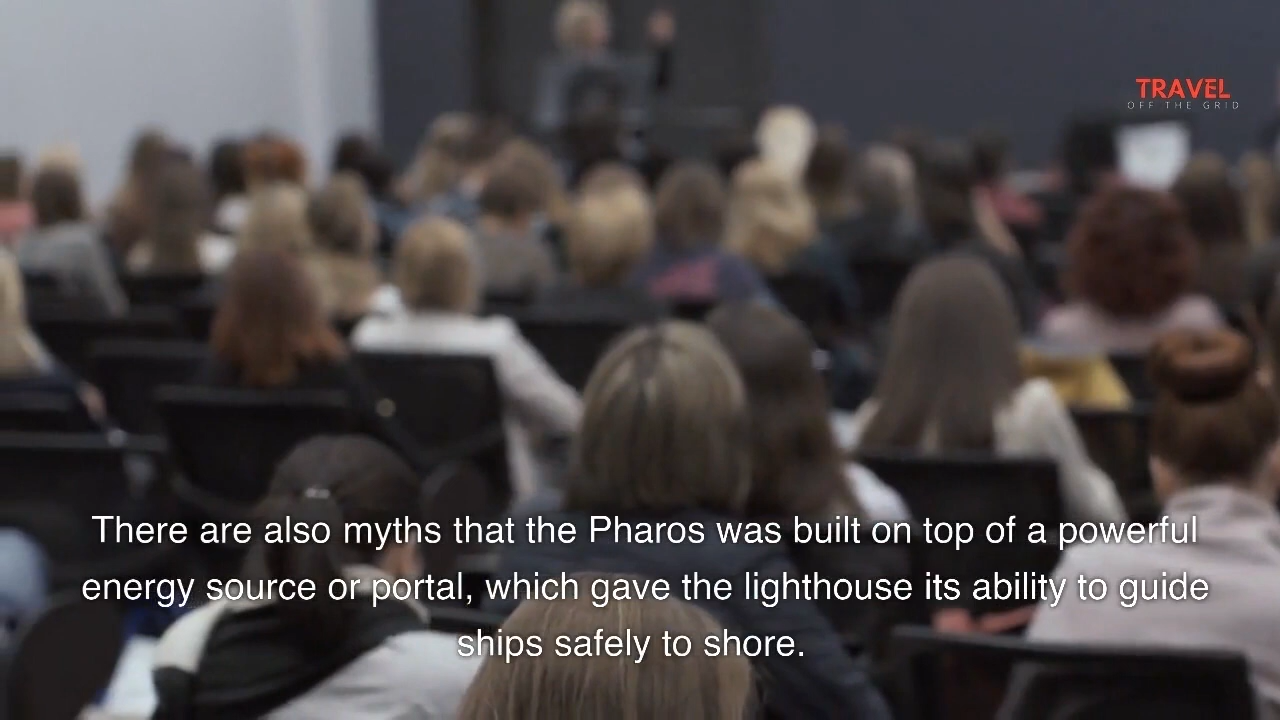 TRAVEL
OFF THE GRID
There are also myths that the Pharos was built on top of a powerful
energy source or portal, which gave the lighthouse its ability to guide
ships safely to shore.